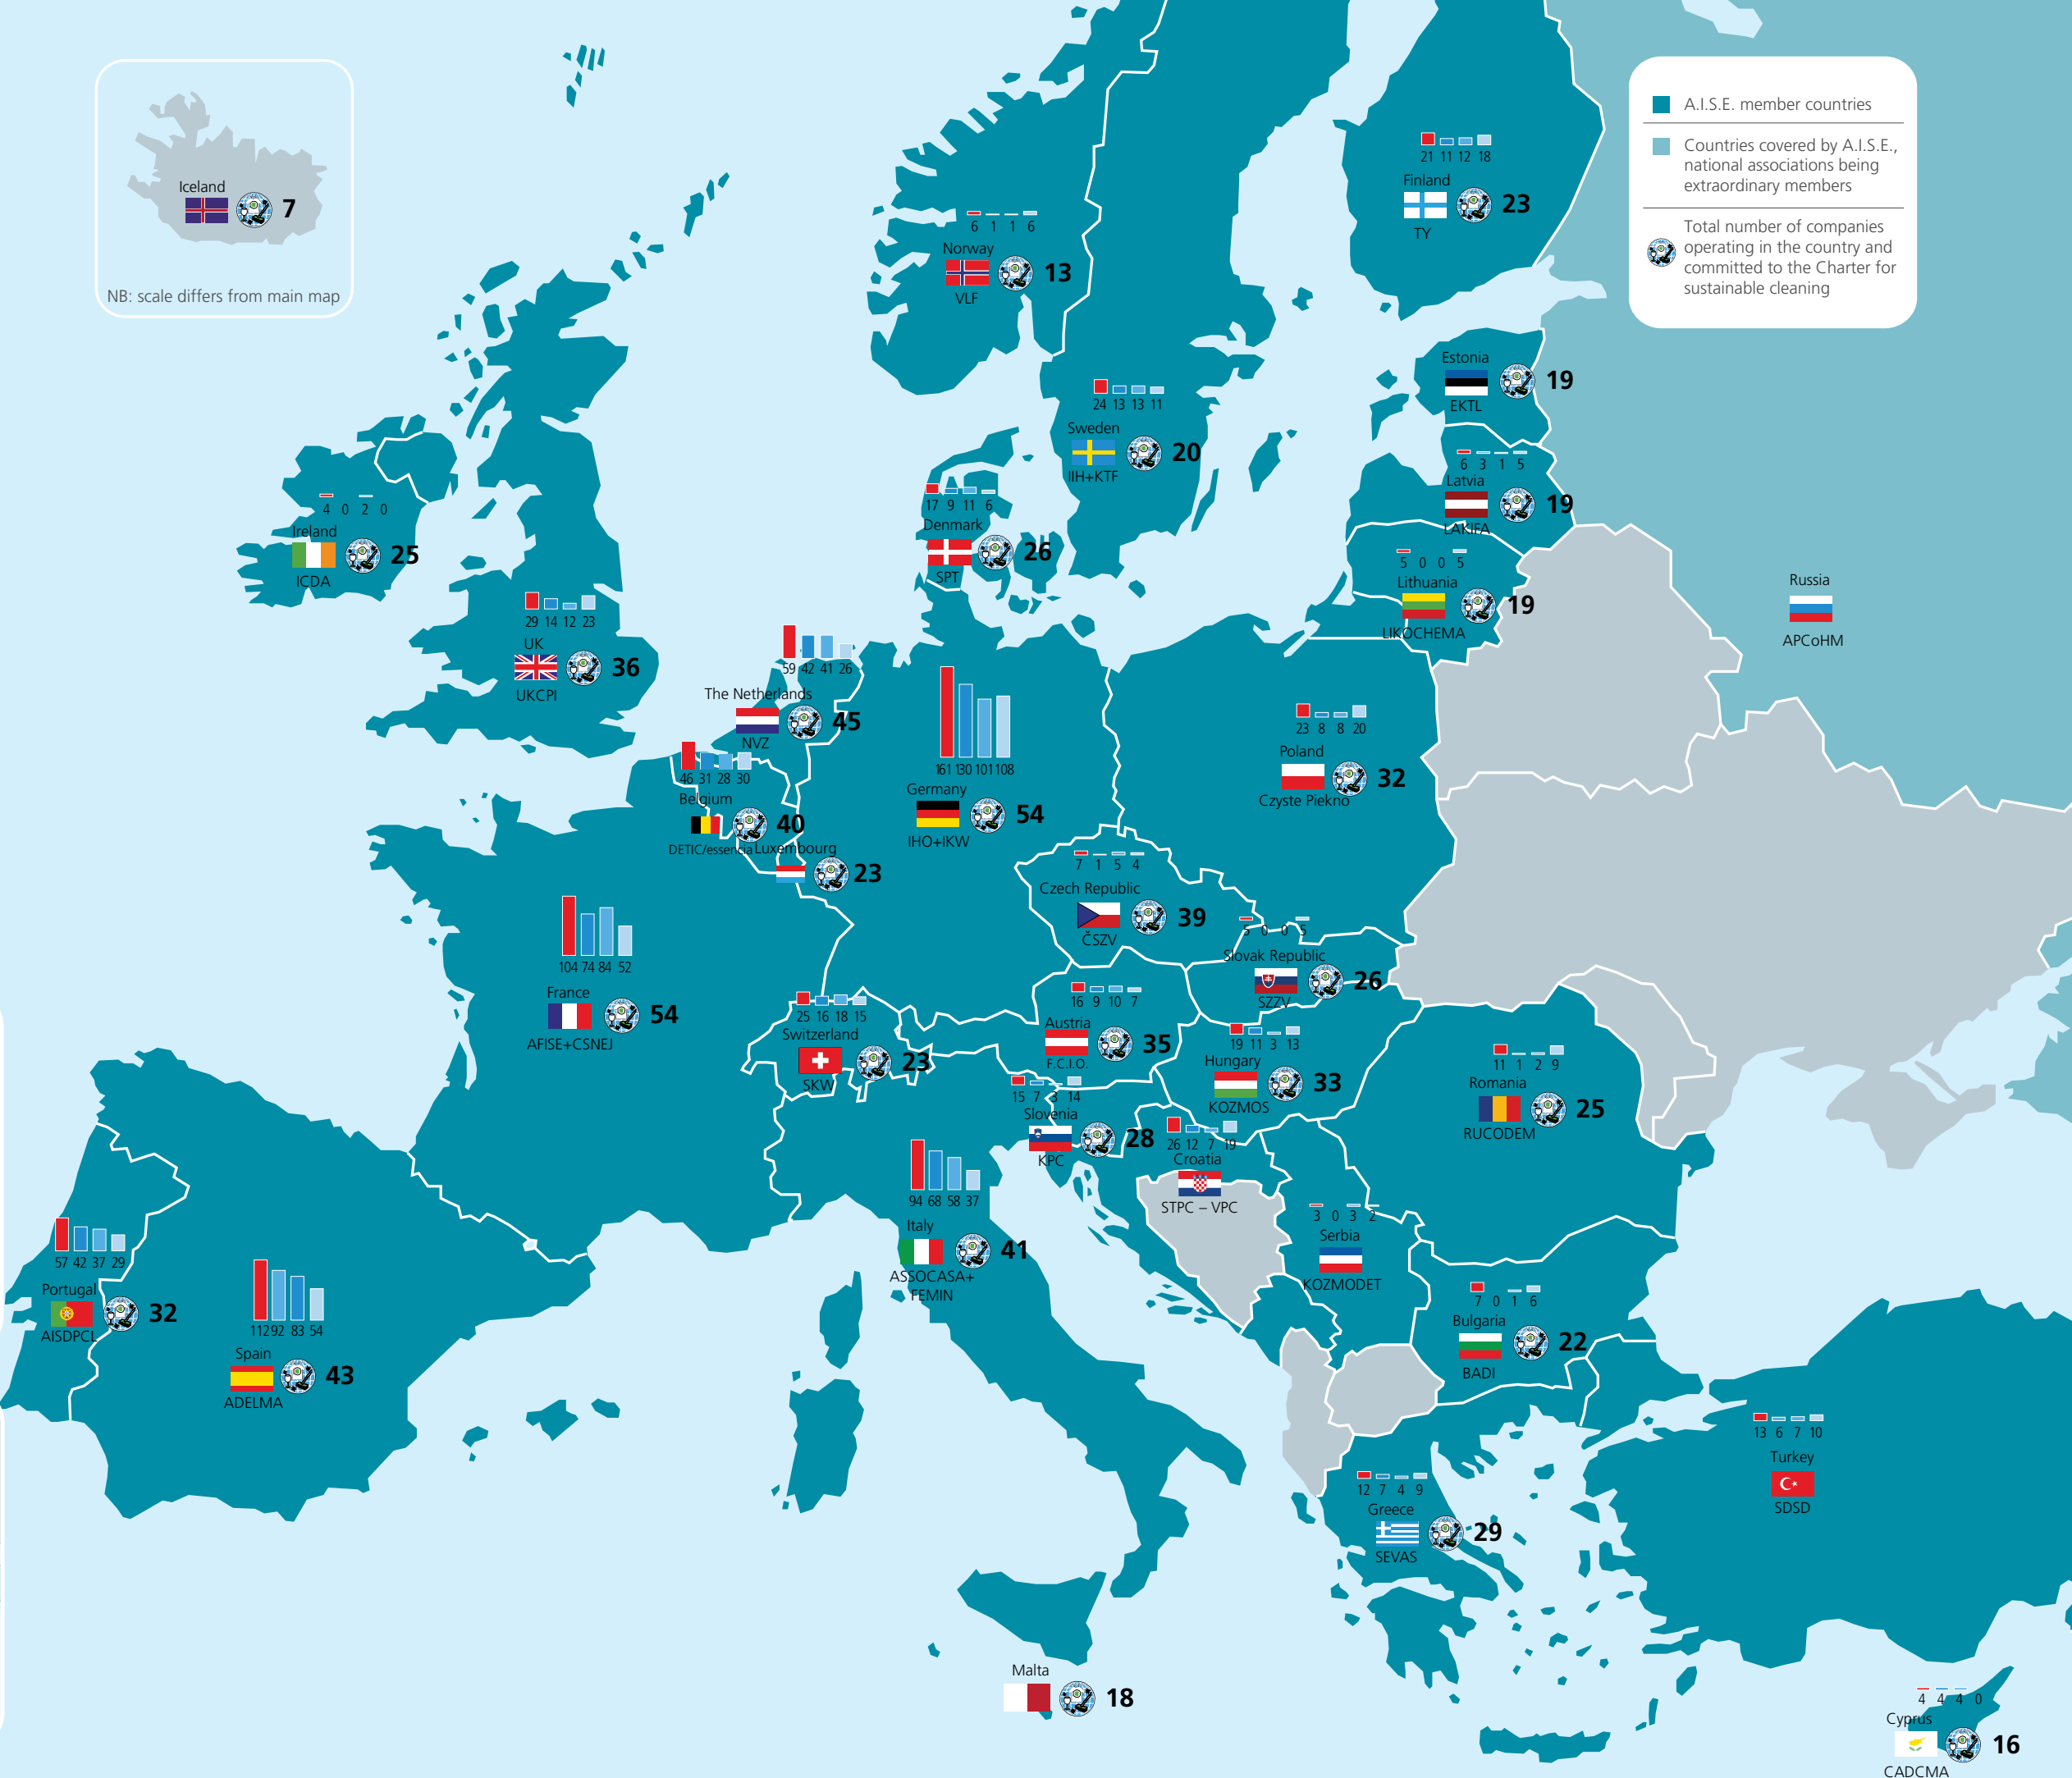 Iceland
7
NB: scale differs from main map
A.I.S.E. member countries
Countries covered by A.I.S.E.,
national associations being
extraordinary members
Total number of companies
operating in the country and
committed to the Charter for
sustainable cleaning
21 11 12 18
Finland
23
TY
6 1 1 6
Norway
13
VLF
Estonia
19
EKTL
24 13 13 11
Sweden
20
IIH+KTF
6 3 1 5
Latvia
19
LAKIFA
4 0 2 0
Ireland
25
ICDA
17 9 11 6
Denmark
26
SPT
5 0 0 5
Lithuania
19
LIKOCHEMA
Russia
APCoHM
29 14 12 23
UK
36
UKCPI
59 42 41 26
The Netherlands
45
NVZ
161 130 101 108
Germany
54
IHO+IKW
23 8 8 20
Poland
32
Czyste Piekno
46 31 28 30
Belgium
40
DETIC/essencia
Luxembourg
23
7 1 5 4
Czech Republic
39
ČSZV
5 0 0 5
Slovak Republic
26
SZZV
104 74 84 52
France
54
AFISE+CSNEJ
25 16 18 15
Switzerland
23
SKW
16 9 10 7
Austria
35
F.C.I.O.
19 11 3 13
Hungary
33
KOZMOS
11 1 2 9
Romania
25
RUCODEM
15 7 3 14
Slovenia
28
KPC
26 12 7 19
Croatia
STPC – VPC
94 68 58 37
Italy
41
ASSOCASA+
FEMIN
3 0 3 2
Serbia
KOZMODET
57 42 37 29
Portugal
32
AISDPCL
112 92 83 54
Spain
43
ADELMA
7 0 1 6
Bulgaria
22
BADI
13 6 7 10
Turkey
SDSD
12 7 4 9
Greece
29
SEVAS
Malta
18
4 4 4 0
Cyprus
16
CADCMA